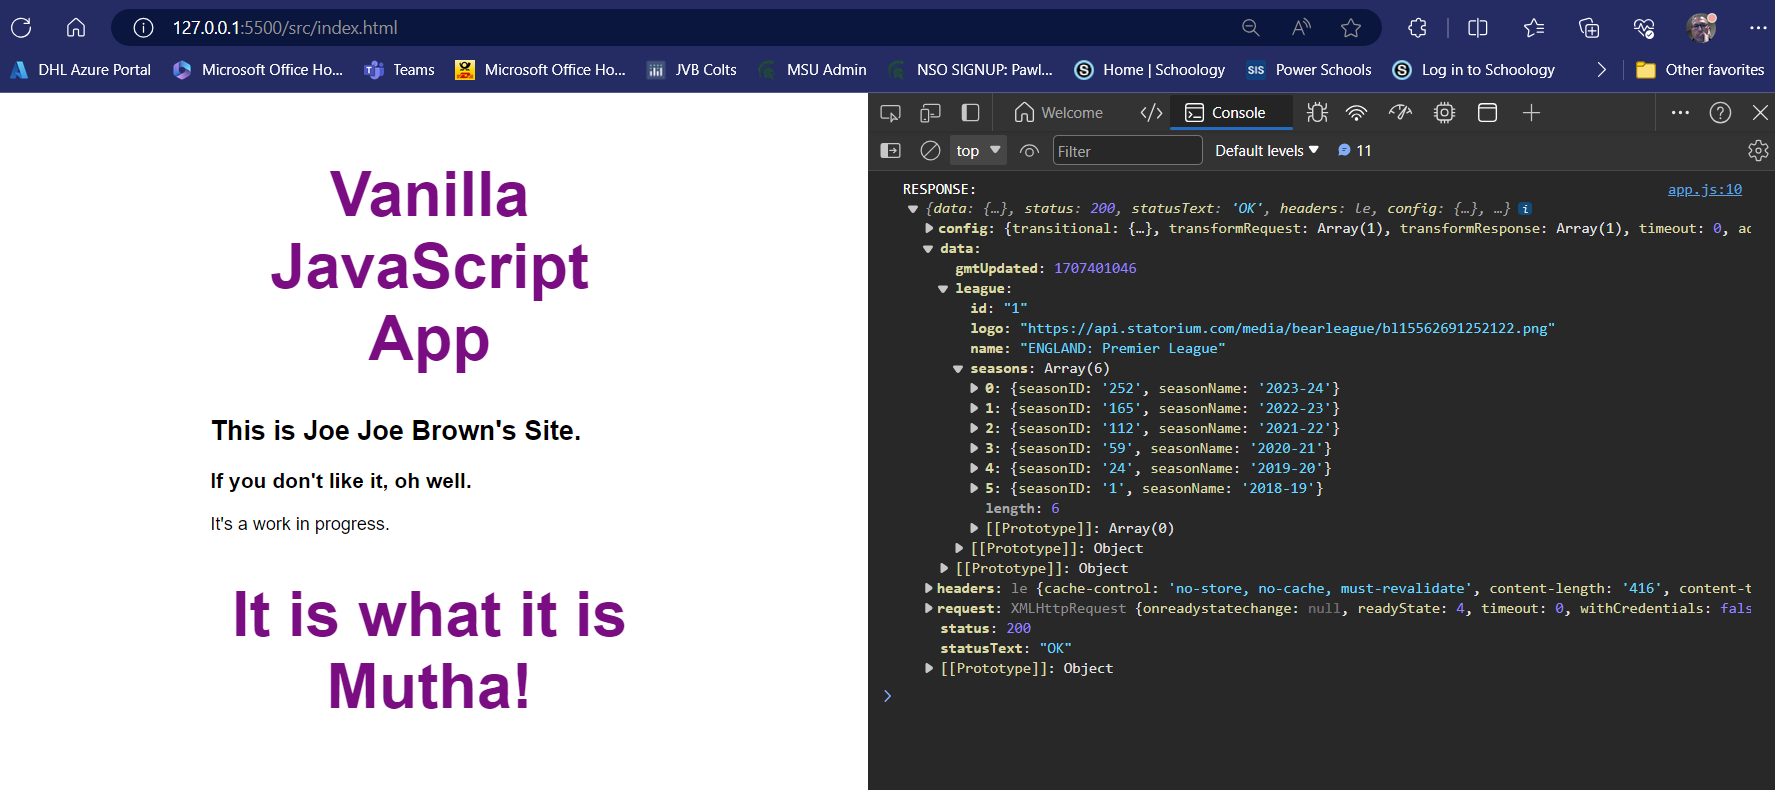 127.0.0.1:5500/src/index.html
DHL Azure Portal Microsoft Office Ho... Teams Microsoft Office Ho... JVB Colts MSU Admin NSO SIGNUP: Pawl... Home | Schoology SIS Power Schools Log in to Schoology Other favorites
Vanilla
JavaScript
App
This is Joe Joe Brown's Site.
If you don't like it, oh well.
It's a work in progress.
It is what it is
Mutha!
Welcome Console
top Filter Default levels 11
RESPONSE: app.js:10
{data: {…}, status: 200, statusText: 'OK', headers: le, config: {…}, …}
config: {transitional: {…}, transformRequest: Array(1), transformResponse: Array(1), timeout: 0, ac
data:
gmtUpdated: 1707401046
league:
id: "1"
logo: "https://api.statorium.com/media/bearleague/bl15562691252122.png"
name: "ENGLAND: Premier League"
seasons: Array(6)
0: {seasonID: '252', seasonName: '2023-24'}
1: {seasonID: '165', seasonName: '2022-23'}
2: {seasonID: '112', seasonName: '2021-22'}
3: {seasonID: '59', seasonName: '2020-21'}
4: {seasonID: '24', seasonName: '2019-20'}
5: {seasonID: '1', seasonName: '2018-19'}
length: 6
[[Prototype]]: Array(0)
[[Prototype]]: Object
[[Prototype]]: Object
headers: le {cache-control: 'no-store, no-cache, must-revalidate', content-length: '416', content-t
request: XMLHttpRequest {onreadystatechange: null, readyState: 4, timeout: 0, withCredentials: fals
status: 200
statusText: "OK"
[[Prototype]]: Object